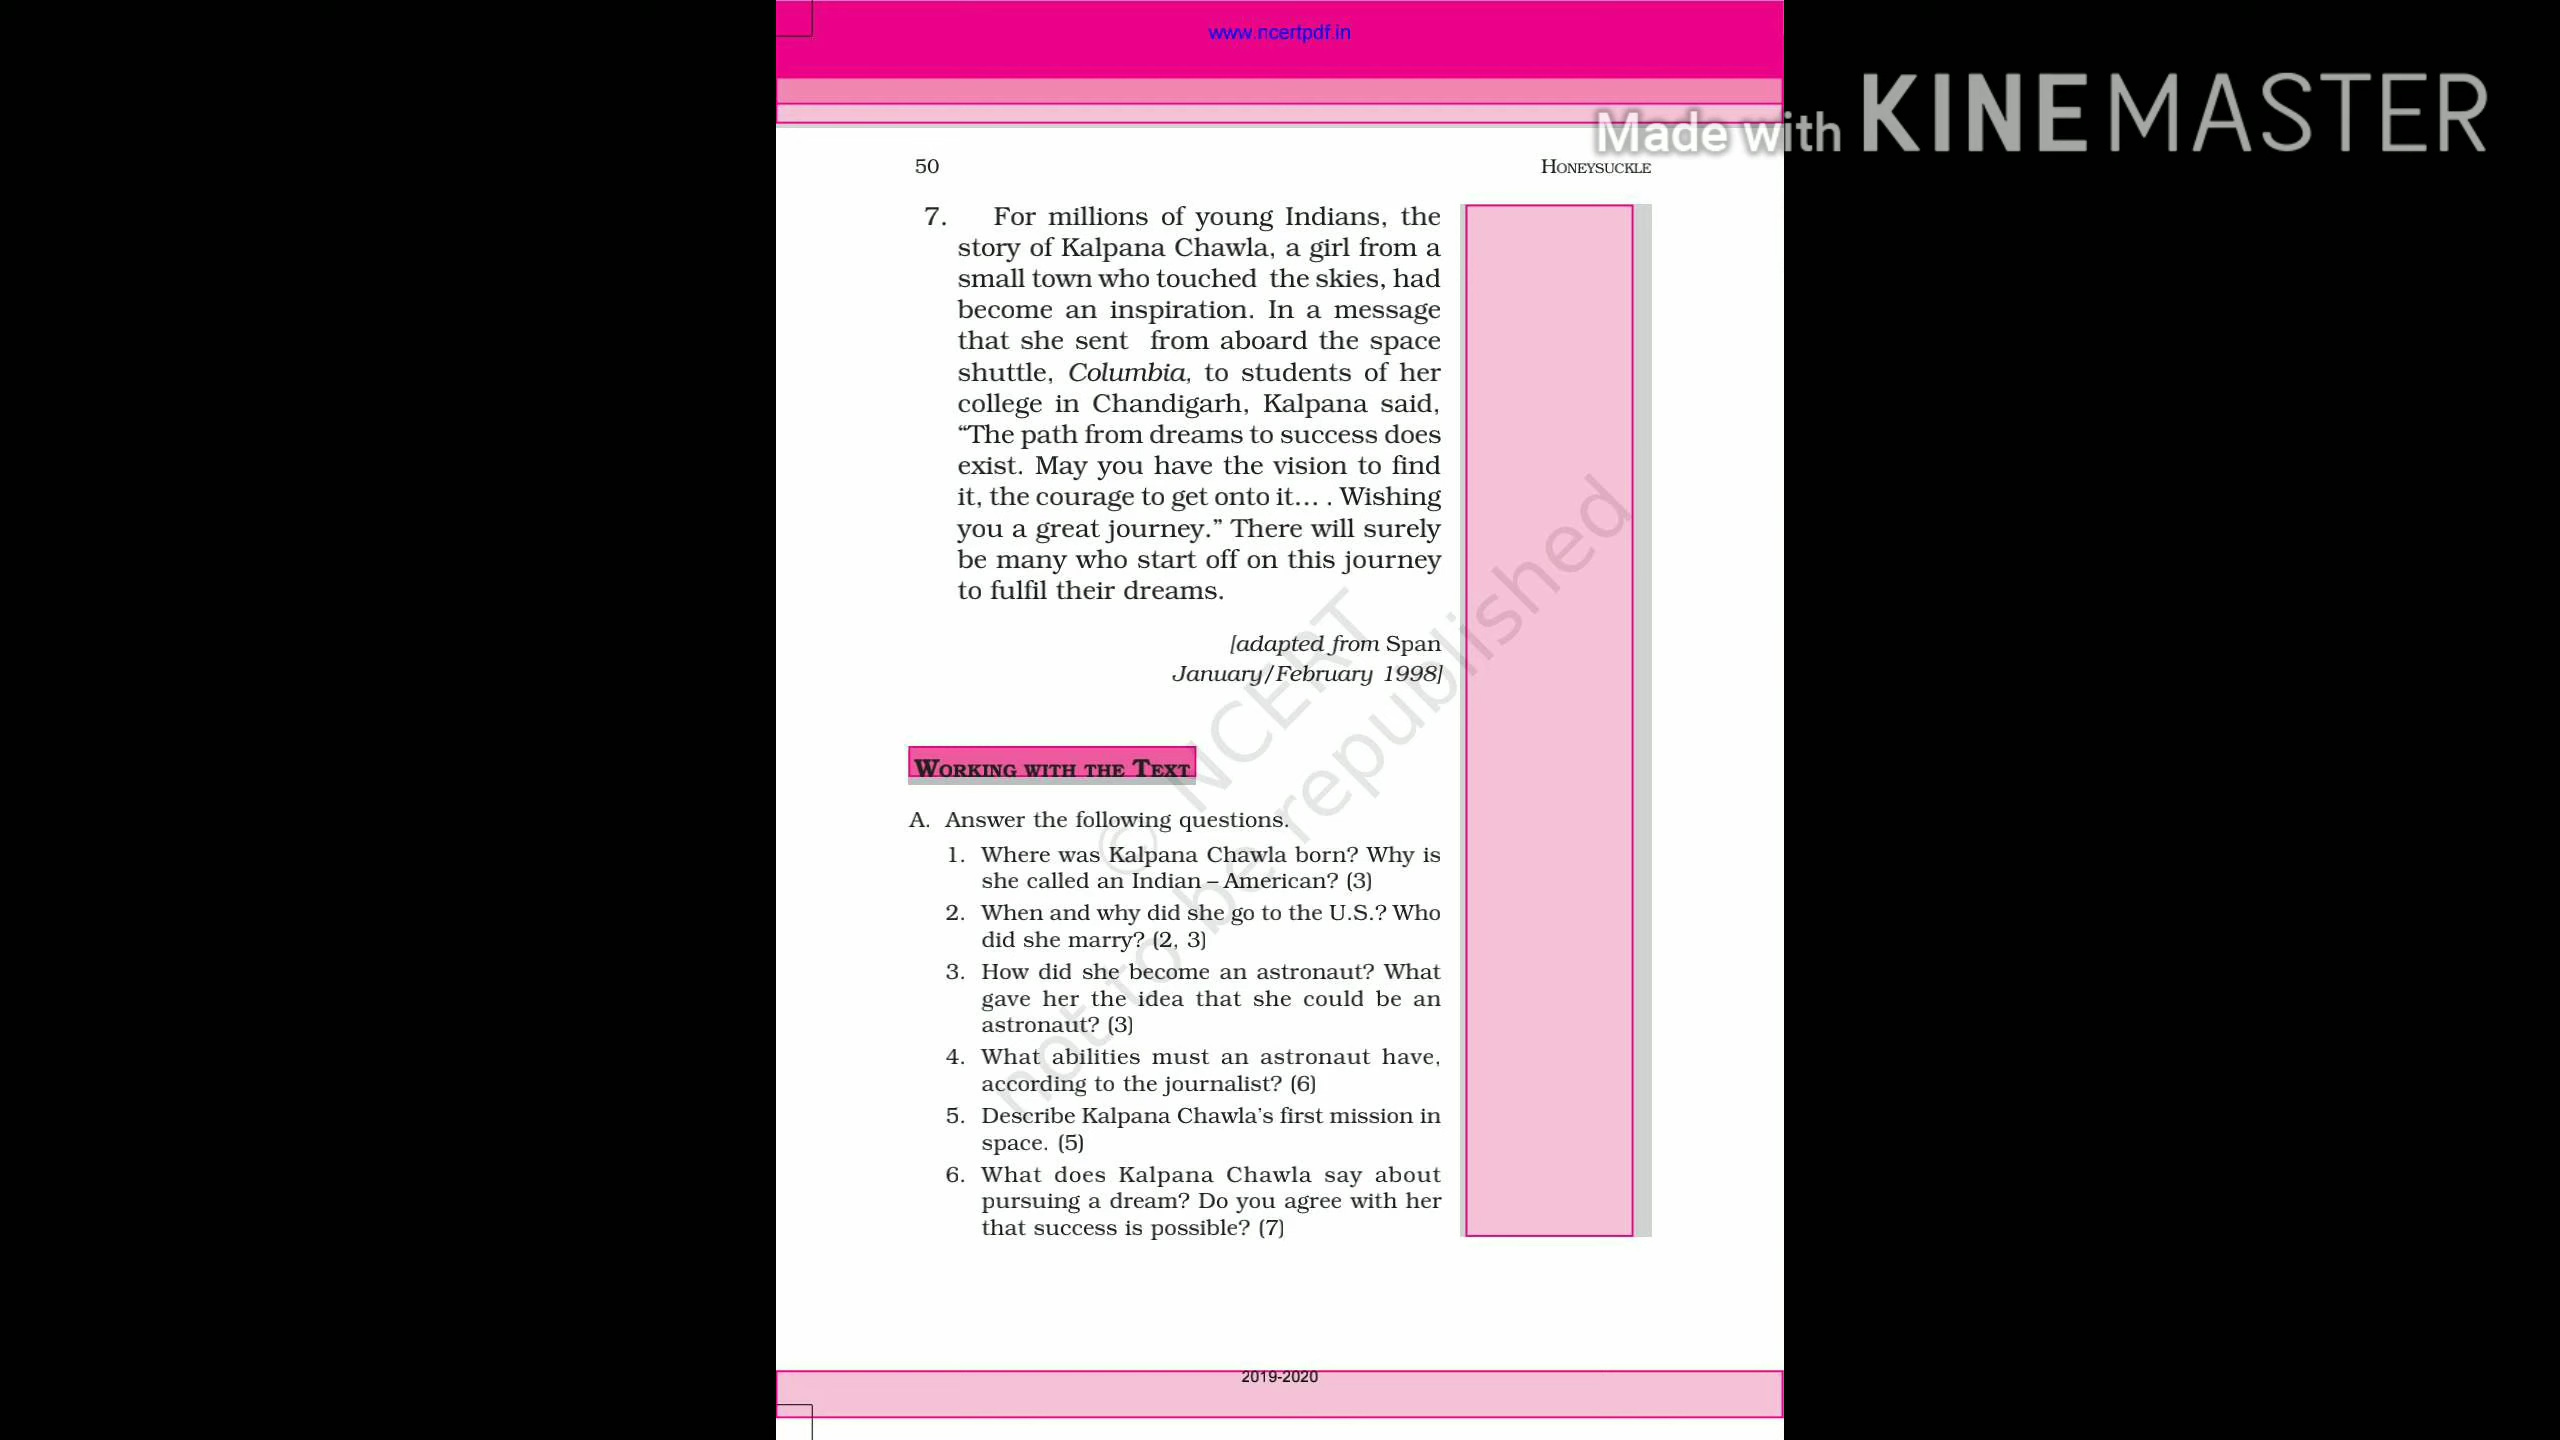 www.ncertpdf.in
Made with KINEMASTER
50 HONEYSUCKLE
7. For millions of young Indians, the
story of Kalpana Chawla, a girl from a
small town who touched the skies, had
become an inspiration. In a message
that she sent from aboard the space
shuttle, Columbia, to students of her
college in Chandigarh, Kalpana said,
“The path from dreams to success does
exist. May you have the vision to find
it, the courage to get onto it... . Wishing
you a great journey.” There will surely
be many who start off on this journey
to fulfil their dreams.
[adapted from Span
January/February 1998]
WORKING WITH THE TEXT
A. Answer the following questions.
1. Where was Kalpana Chawla born? Why is
she called an Indian – American? (3)
2. When and why did she go to the U.S.? Who
did she marry? (2, 3)
3. How did she become an astronaut? What
gave her the idea that she could be an
astronaut? (3)
4. What abilities must an astronaut have,
according to the journalist? (6)
5. Describe Kalpana Chawla’s first mission in
space. (5)
6. What does Kalpana Chawla say about
pursuing a dream? Do you agree with her
that success is possible? (7)
© NCERT
not to be republished
2019-2020